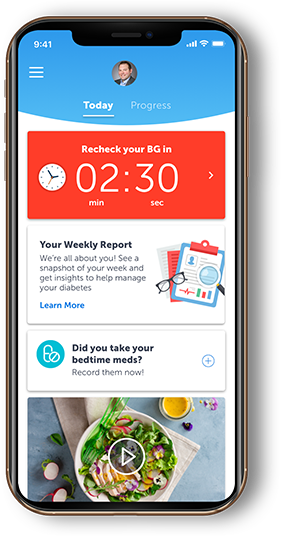 9:41
Today Progress
Recheck your BG in
02:30
min sec
Your Weekly Report
We're all about you! See a
snapshot of your week and
get insights to help manage
your diabetes
Learn More
Did you take your
bedtime meds?
Record them now!